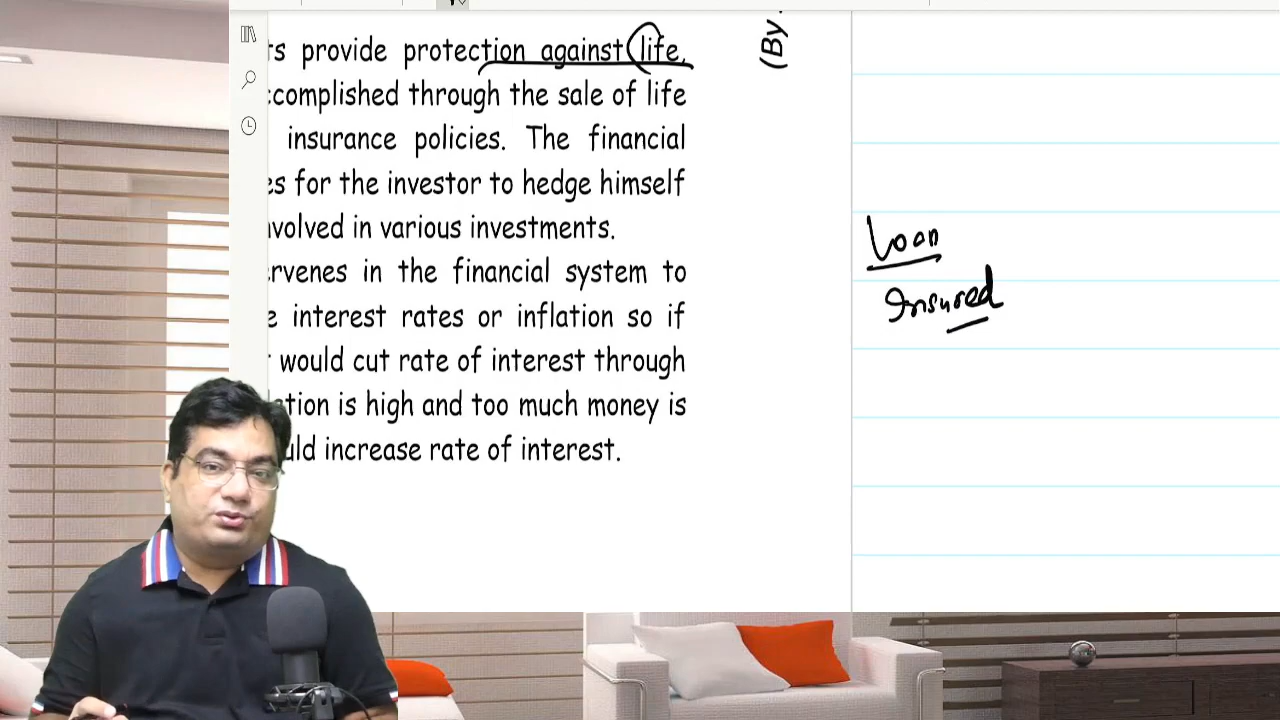 ts provide protection against life,
ccomplished through the sale of life
insurance policies. The financial
es for the investor to hedge himself
nvolved in various investments.
ervenes in the financial system to
e interest rates or inflation so if
would cut rate of interest through
ation is high and too much money is
uld increase rate of interest.
(By
Loan
Insured